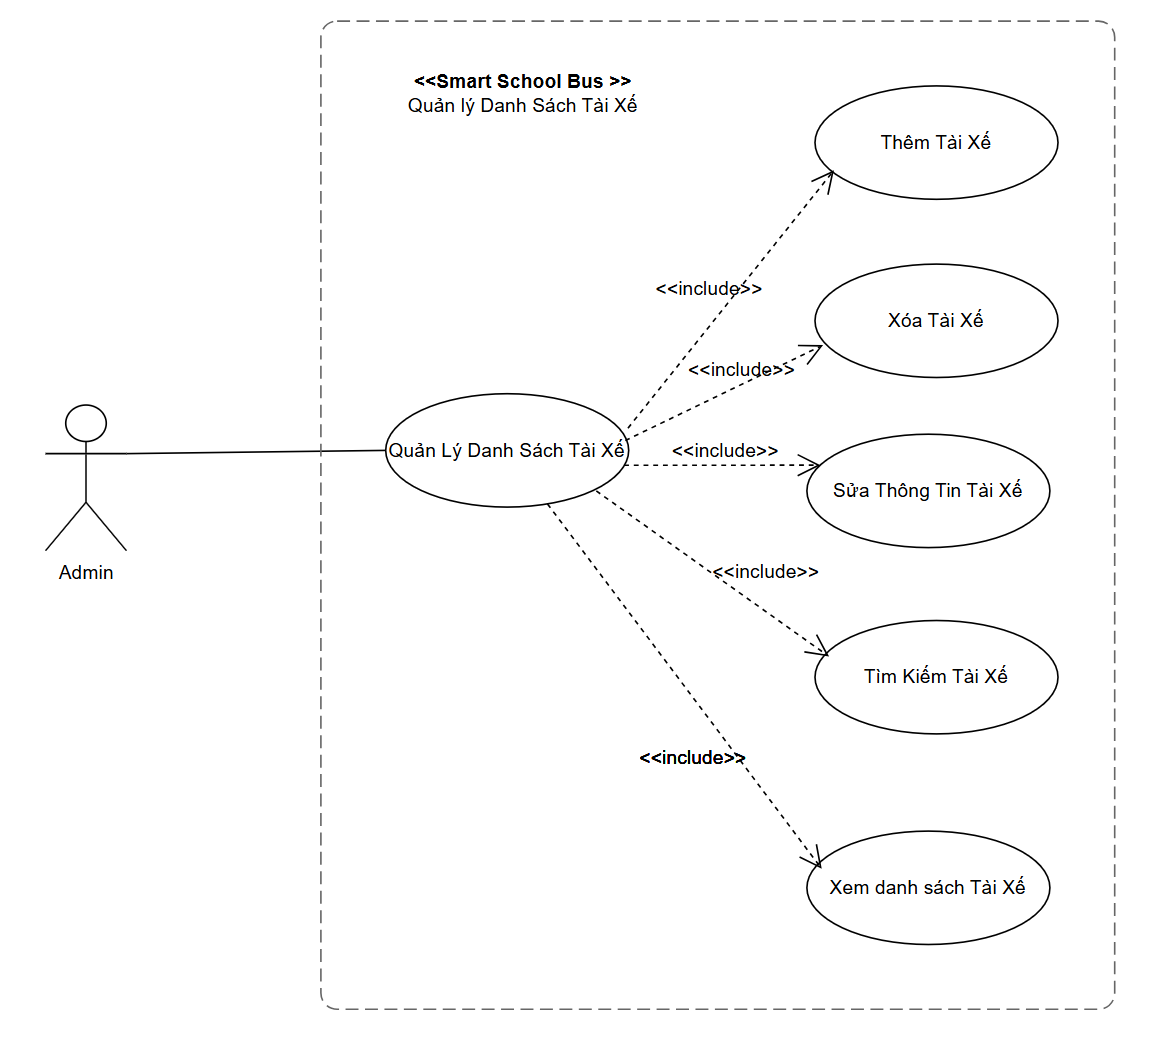 <<Smart School Bus >>
Quản lý Danh Sách Tài Xế
Thêm Tài Xế
<<include>>
Xóa Tài Xế
<<include>>
Quản Lý Danh Sách Tài Xế
<<include>>
Sửa Thông Tin Tài Xế
Admin
<<include>>
Tìm Kiếm Tài Xế
<<include>>
Xem danh sách Tài Xế